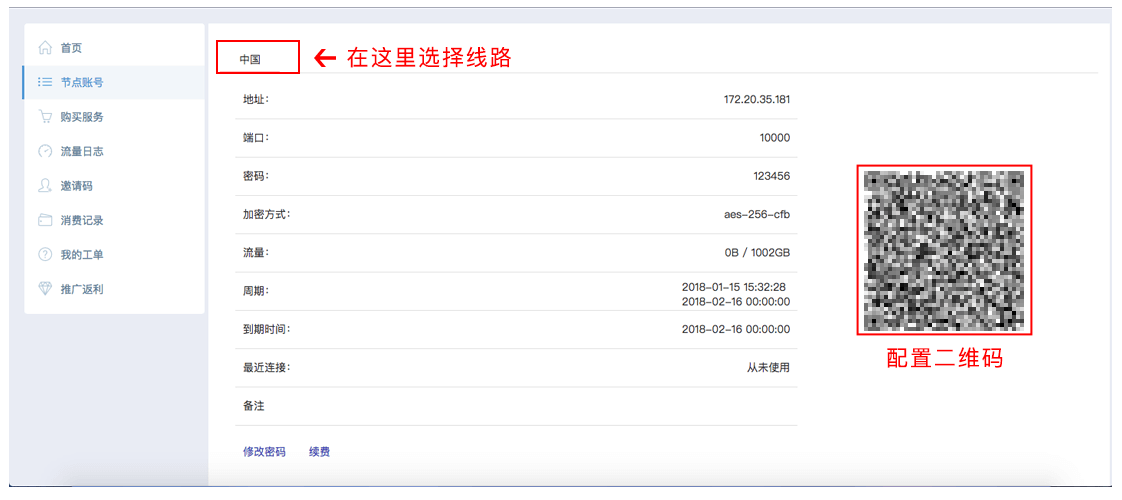 首页
节点账号
购买服务
流量日志
邀请码
消费记录
我的工单
推广返利
中国
在这里选择线路
地址: 172.20.35.181
端口: 10000
密码: 123456
加密方式: aes-256-cfb
流量: 0B / 1002GB
周期: 2018-01-15 15:32:28
2018-02-16 00:00:00
到期时间: 2018-02-16 00:00:00
最近连接: 从未使用
备注
修改密码 续费
配置二维码